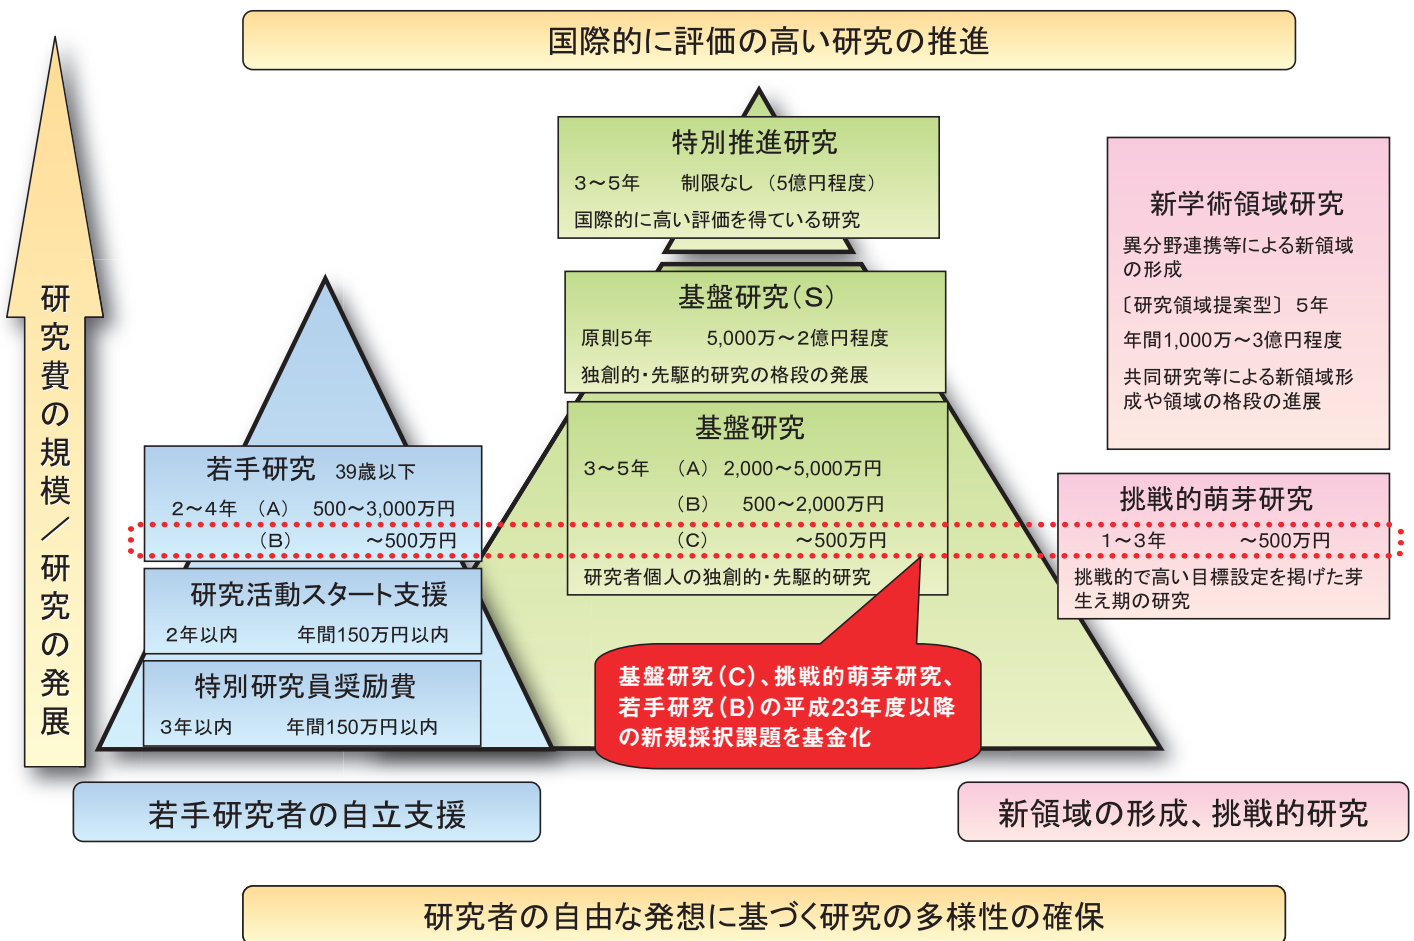 国際的に評価の高い研究の推進
研究費の規模／研究の発展
特別推進研究
3～5年 制限なし（5億円程度）
国際的に高い評価を得ている研究
基盤研究（S）
原則5年 5,000万～2億円程度
独創的・先駆的研究の格段の発展
基盤研究
3～5年 （A） 2,000～5,000万円
（B） 500～2,000万円
（C） ～500万円
研究者個人の独創的・先駆的研究
若手研究 39歳以下
2～4年 （A） 500～3,000万円
（B） ～500万円
研究活動スタート支援
2年以内 年間150万円以内
特別研究員奨励費
3年以内 年間150万円以内
新学術領域研究
異分野連携等による新領域
の形成
〔研究領域提案型〕 5年
年間1,000万～3億円程度
共同研究等による新領域形
成や領域の格段の進展
挑戦的萌芽研究
1～3年 ～500万円
挑戦的で高い目標設定を掲げた芽
生え期の研究
基盤研究（C）、挑戦的萌芽研究、
若手研究（B）の平成23年度以降
の新規採択課題を基金化
若手研究者の自立支援
新領域の形成、挑戦的研究
研究者の自由な発想に基づく研究の多様性の確保